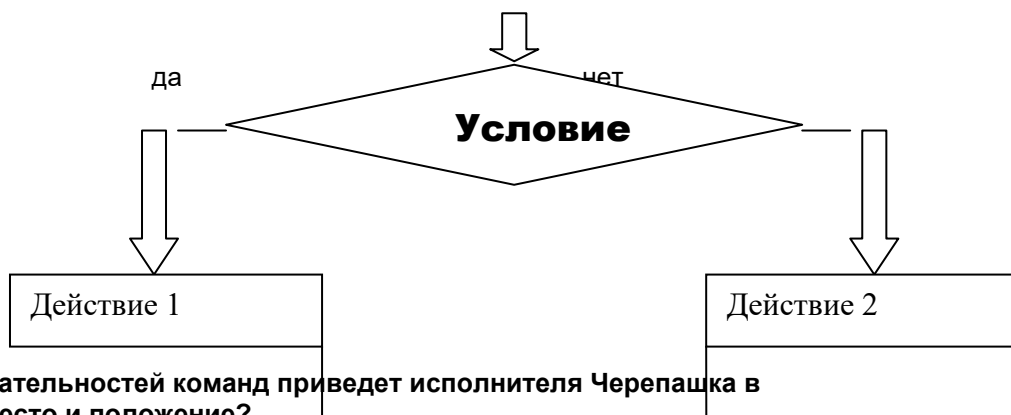 да нет
Условие
Действие 1 Действие 2
ательностей команд приведет исполнителя Черепашка в
есто и положение?